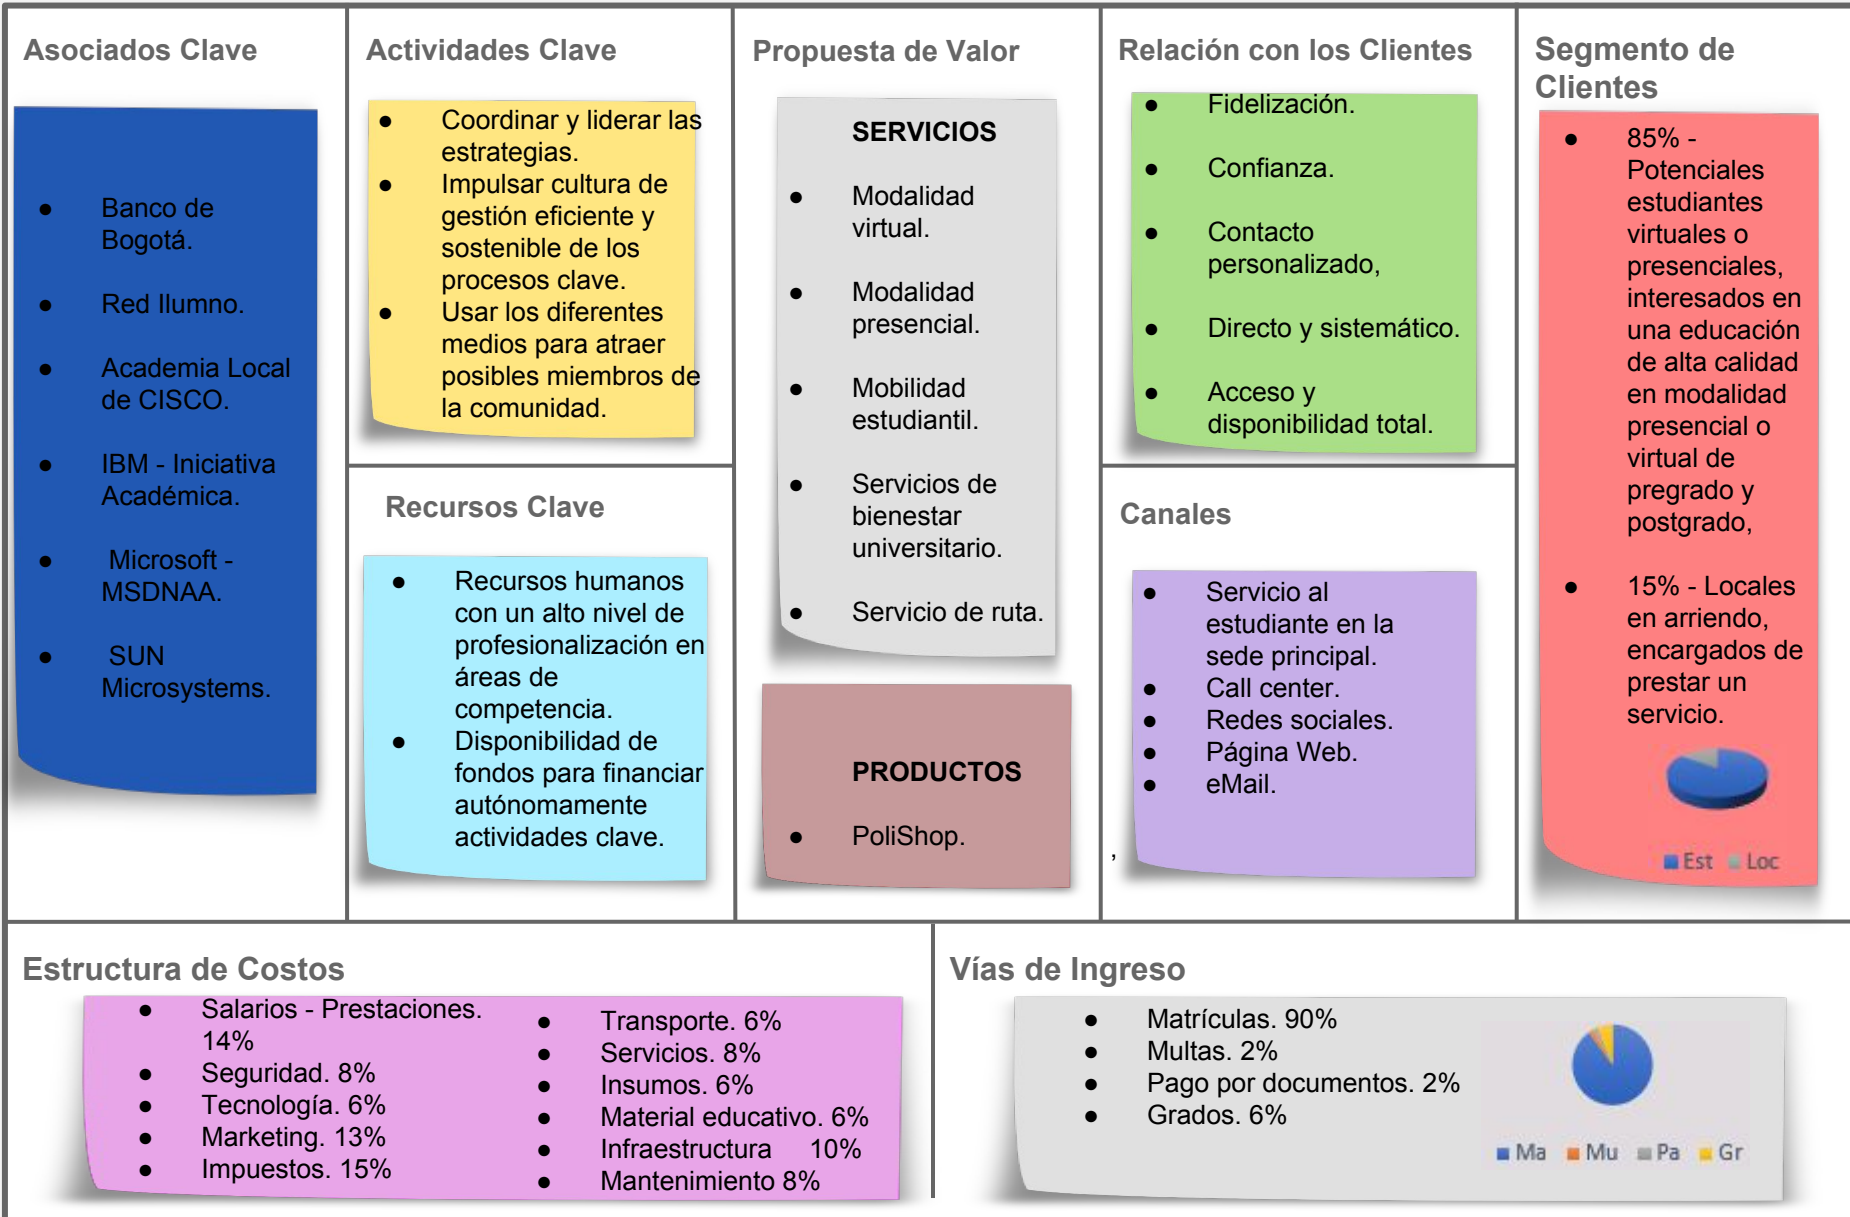 Asociados Clave
● Banco de
Bogotá.
● Red Ilumno.
● Academia Local
de CISCO.
● IBM - Iniciativa
Académica.
● Microsoft -
MSDNAA.
● SUN
Microsystems.
Actividades Clave
● Coordinar y liderar las
estrategias.
● Impulsar cultura de
gestión eficiente y
sostenible de los
procesos clave.
● Usar los diferentes
medios para atraer
posibles miembros de
la comunidad.
Recursos Clave
● Recursos humanos
con un alto nivel de
profesionalización en
áreas de
competencia.
● Disponibilidad de
fondos para financiar
autónomamente
actividades clave.
Propuesta de Valor
SERVICIOS
● Modalidad
virtual.
● Modalidad
presencial.
● Mobilidad
estudiantil.
● Servicios de
bienestar
universitario.
● Servicio de ruta.
PRODUCTOS
● PoliShop.
Relación con los Clientes
● Fidelización.
● Confianza.
● Contacto
personalizado,
● Directo y sistemático.
● Acceso y
disponibilidad total.
Canales
● Servicio al
estudiante en la
sede principal.
● Call center.
● Redes sociales.
● Página Web.
● eMail.
,
Segmento de
Clientes
● 85% -
Potenciales
estudiantes
virtuales o
presenciales,
interesados en
una educación
de alta calidad
en modalidad
presencial o
virtual de
pregrado y
postgrado,
● 15% - Locales
en arriendo,
encargados de
prestar un
servicio.
Est Loc
Estructura de Costos
● Salarios - Prestaciones.
14%
● Seguridad. 8%
● Tecnología. 6%
● Marketing. 13%
● Impuestos. 15%
● Transporte. 6%
● Servicios. 8%
● Insumos. 6%
● Material educativo. 6%
● Infraestructura 10%
● Mantenimiento 8%
Vías de Ingreso
● Matrículas. 90%
● Multas. 2%
● Pago por documentos. 2%
● Grados. 6%
Ma Mu Pa Gr